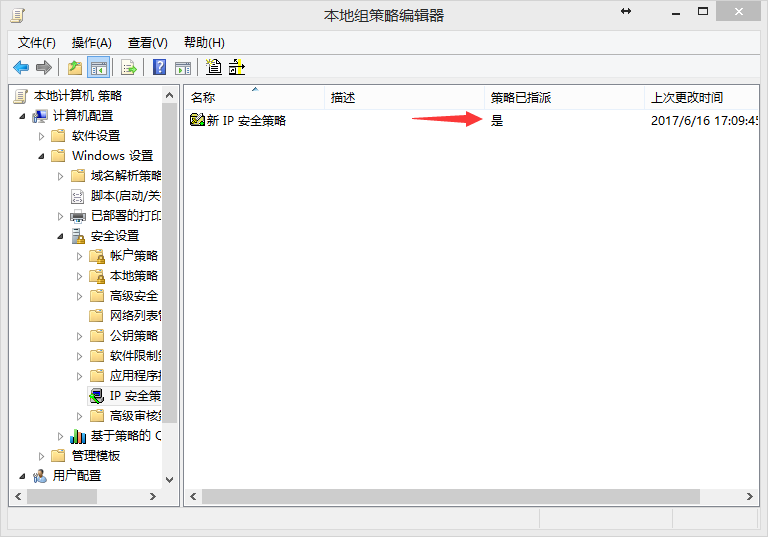 本地组策略编辑器
文件(F) 操作(A) 查看(V) 帮助(H)
本地计算机 策略
计算机配置
软件设置
Windows 设置
域名解析策略
脚本(启动/关
已部署的打印
安全设置
帐户策略
本地策略
高级安全
网络列表管
公钥策略
软件限制策
应用程序控
IP 安全策
高级审核策
基于策略的 Q
管理模板
用户配置
名称 描述 策略已指派 上次更改时间
新 IP 安全策略 是 2017/6/16 17:09:45